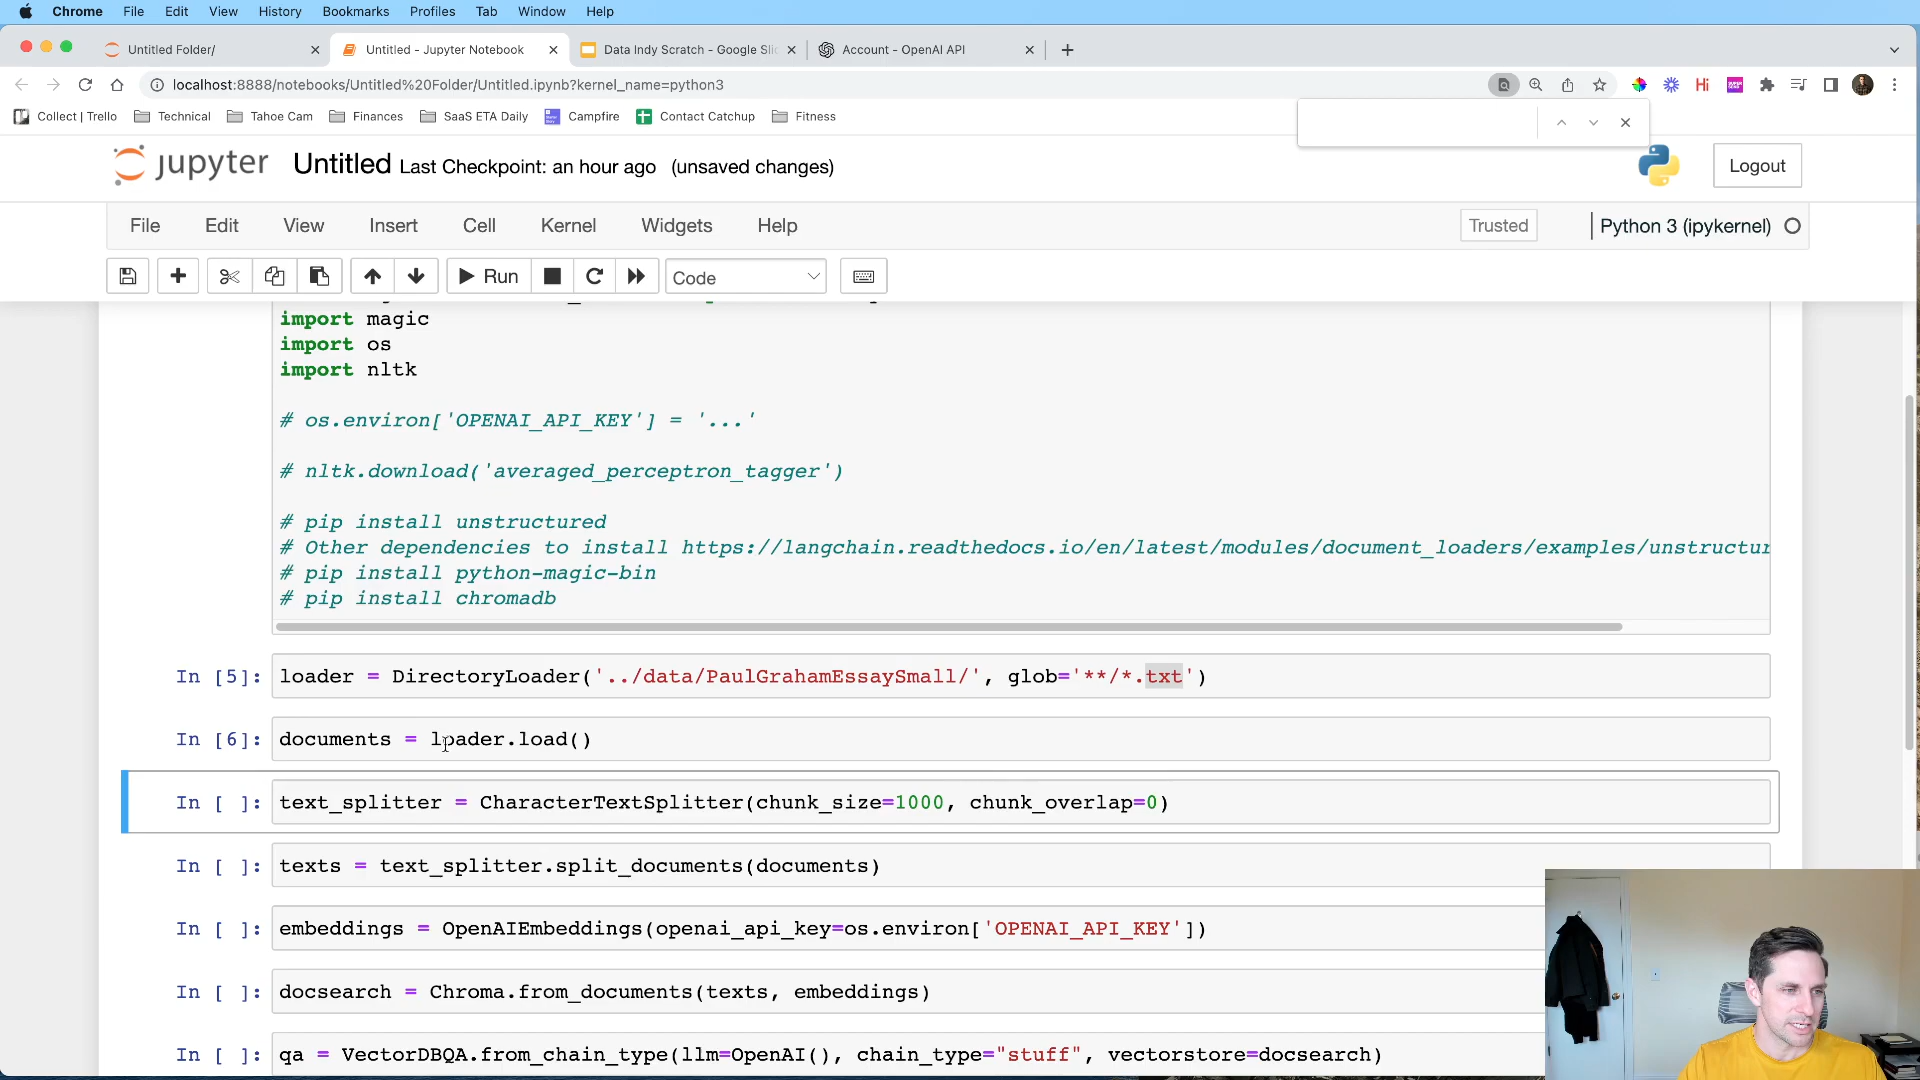 Chrome File Edit View History Bookmarks Profiles Tab Window Help
Untitled Folder/
Untitled - Jupyter Notebook
Data Indy Scratch - Google Slic
Account - OpenAI API
localhost:8888/notebooks/Untitled%20Folder/Untitled.ipynb?kernel_name=python3
Hi
Collect | Trello Technical Tahoe Cam Finances SaaS ETA Daily Campfire Contact Catchup Fitness
jupyter Untitled Last Checkpoint: an hour ago (unsaved changes)
Logout
File Edit View Insert Cell Kernel Widgets Help
Trusted
Python 3 (ipykernel)
Run
Code
import magic
import os
import nltk
# os.environ['OPENAI_API_KEY'] = '...'
# nltk.download('averaged_perceptron_tagger')
# pip install unstructured
# Other dependencies to install https://langchain.readthedocs.io/en/latest/modules/document_loaders/examples/unstructur
# pip install python-magic-bin
# pip install chromadb
In [5]: loader = DirectoryLoader('../data/PaulGrahamEssaySmall/', glob='**/*.txt')
In [6]: documents = loader.load()
In [ ]: text_splitter = CharacterTextSplitter(chunk_size=1000, chunk_overlap=0)
In [ ]: texts = text_splitter.split_documents(documents)
In [ ]: embeddings = OpenAIEmbeddings(openai_api_key=os.environ['OPENAI_API_KEY'])
In [ ]: docsearch = Chroma.from_documents(texts, embeddings)
In [ ]: qa = VectorDBQA.from_chain_type(llm=OpenAI(), chain_type="stuff", vectorstore=docsearch)